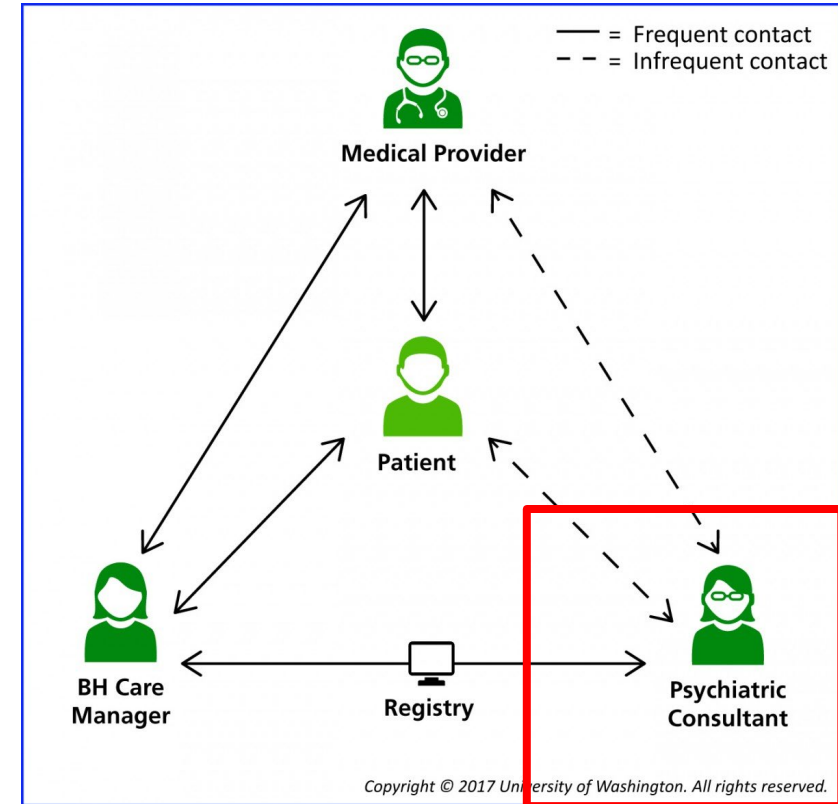 = Frequent contact
= Infrequent contact
Medical Provider
Patient
BH Care
Manager
Registry
Psychiatric
Consultant
Copyright © 2017 University of Washington. All rights reserved.